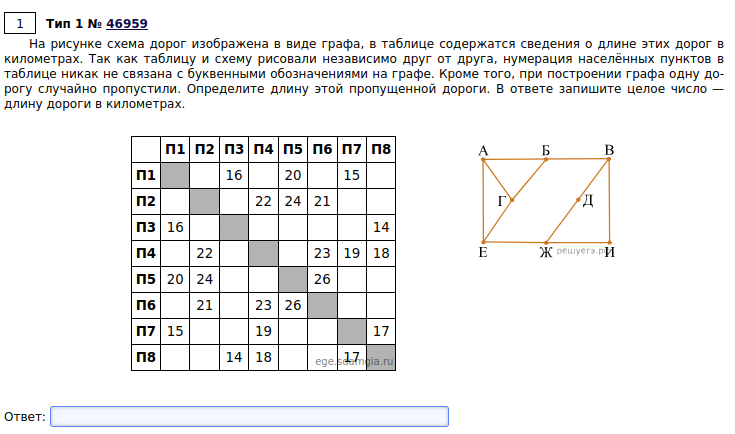 1 Тип 1 № 46959
На рисунке схема дорог изображена в виде графа, в таблице содержатся сведения о длине этих дорог в
километрах. Так как таблицу и схему рисовали независимо друг от друга, нумерация населённых пунктов в
таблице никак не связана с буквенными обозначениями на графе. Кроме того, при построении графа одну до-
рогу случайно пропустили. Определите длину этой пропущенной дороги. В ответе запишите целое число —
длину дороги в километрах.
П1 П2 П3 П4 П5 П6 П7 П8
П1 16 20 15
П2 22 24 21
П3 16 14
П4 22 23 19 18
П5 20 24 26
П6 21 23 26
П7 15 19 17
П8 14 18 17
ege.sdamgia.ru
А Б В
Г Д
Е Ж И
решуегэ.рф
Ответ: